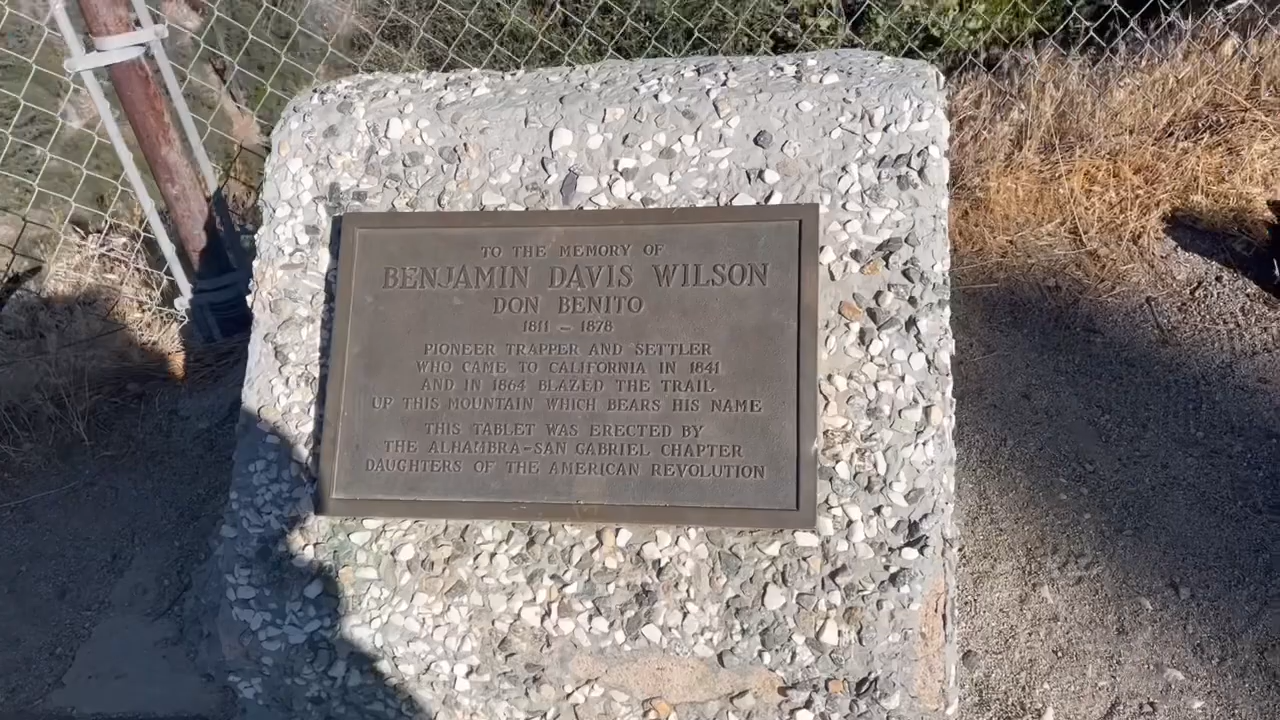 TO THE MEMORY OF
BENJAMIN DAVIS WILSON
DON BENITO
1811 – 1878
PIONEER TRAPPER AND SETTLER
WHO CAME TO CALIFORNIA IN 1841
AND IN 1864 BLAZED THE TRAIL
UP THIS MOUNTAIN WHICH BEARS HIS NAME
THIS TABLET WAS ERECTED BY
THE ALHAMBRA-SAN GABRIEL CHAPTER
DAUGHTERS OF THE AMERICAN REVOLUTION